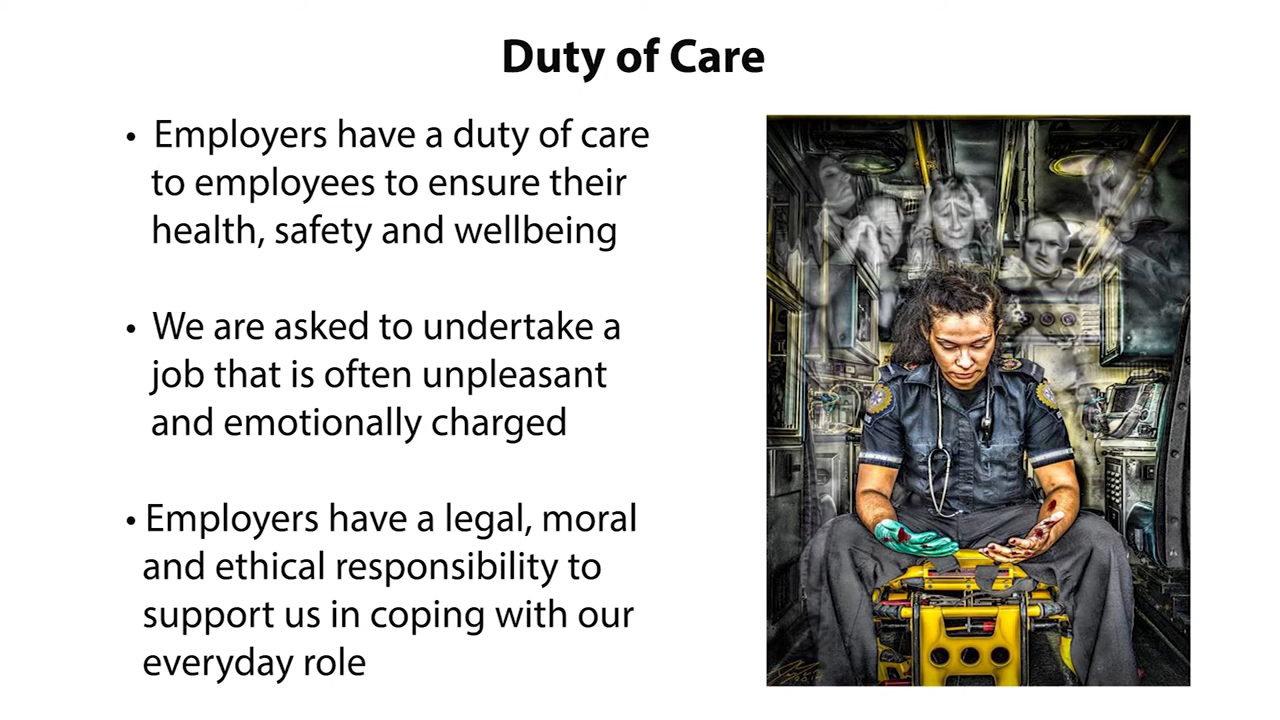 Duty of Care
• Employers have a duty of care
to employees to ensure their
health, safety and wellbeing
• We are asked to undertake a
job that is often unpleasant
and emotionally charged
• Employers have a legal, moral
and ethical responsibility to
support us in coping with our
everyday role